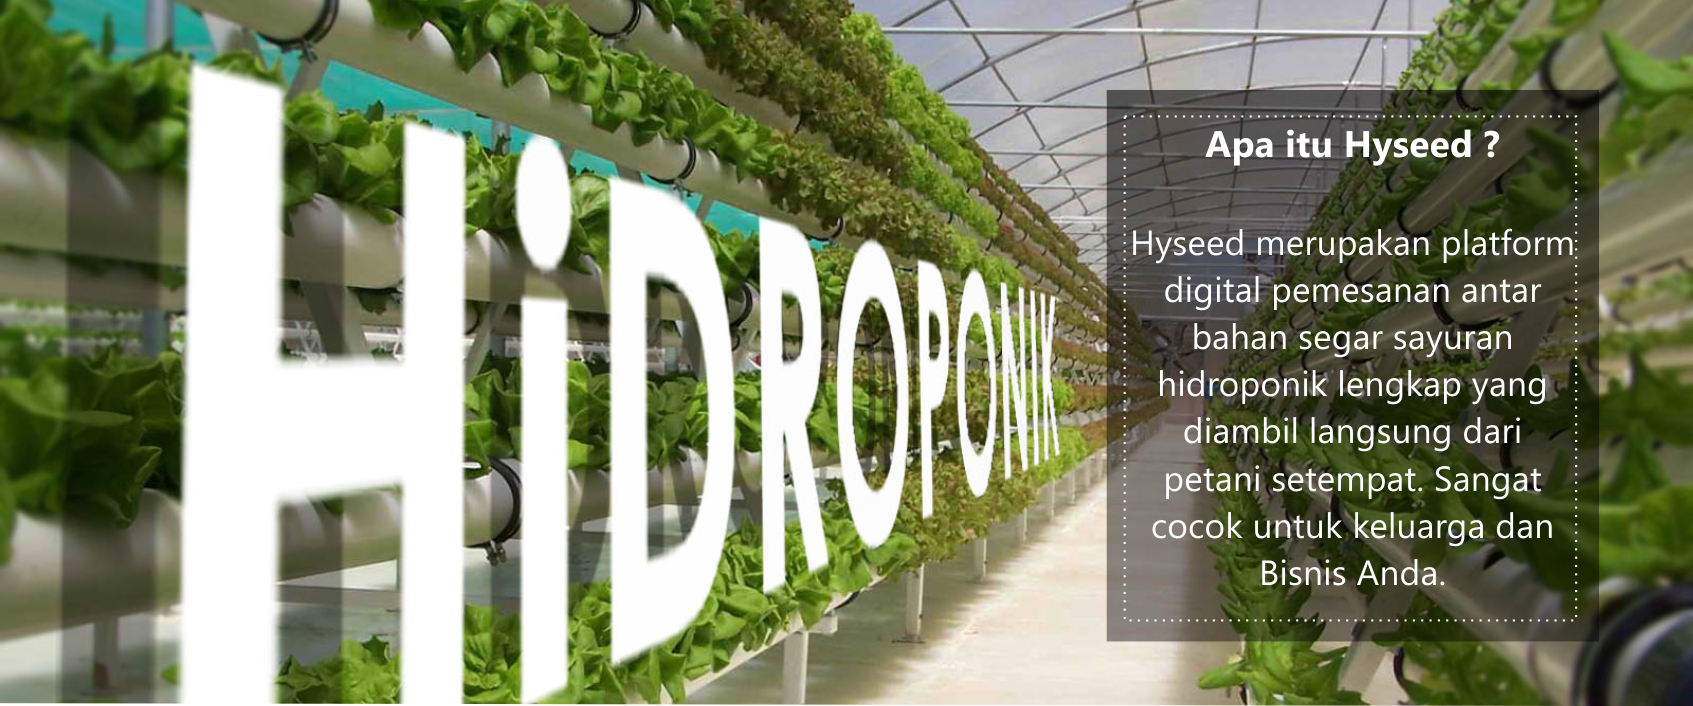 HiDROPONIK
Apa itu Hyseed ?
Hyseed merupakan platform
digital pemesanan antar
bahan segar sayuran
hidroponik lengkap yang
diambil langsung dari
petani setempat. Sangat
cocok untuk keluarga dan
Bisnis Anda.